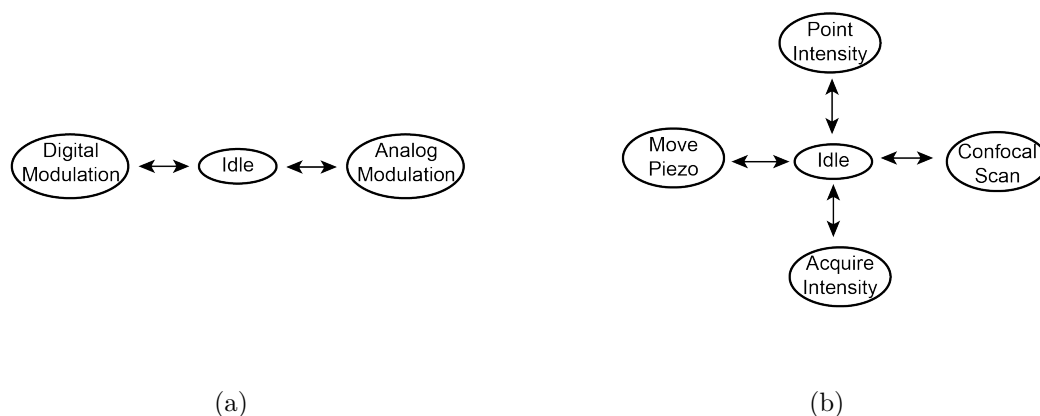 Digital
Modulation
Idle
Analog
Modulation
(a)
Point
Intensity
Move
Piezo
Idle
Confocal
Scan
Acquire
Intensity
(b)